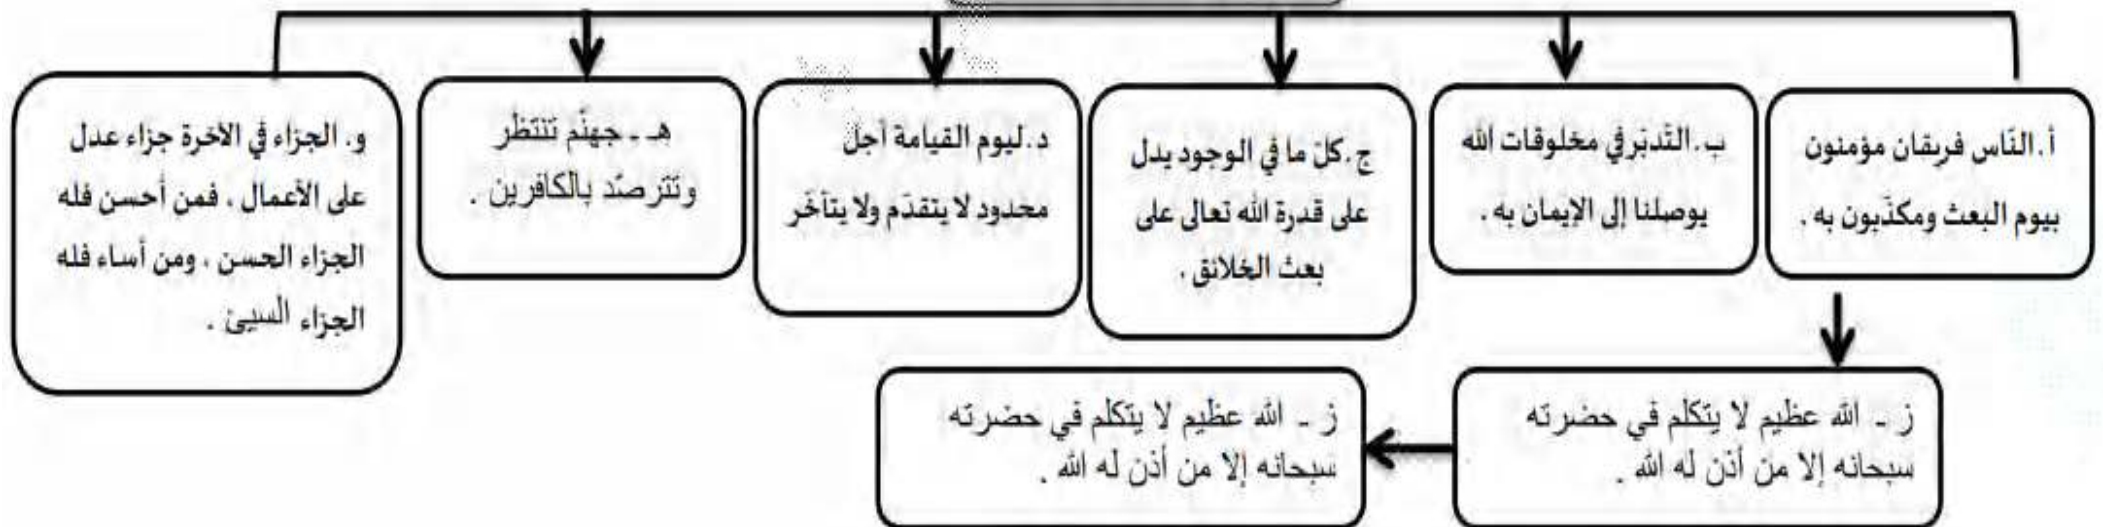 أ. النّاس فريقان مؤمنون
بيوم البعث ومكذّبون به .
ب. التّدبّر في مخلوقات الله
يوصلنا إلى الإيمان به .
ج. كلّ ما في الوجود يدل
على قدرة الله تعالى على
بعث الخلائق .
د. ليوم القيامة أجل
محدود لا يتقدّم ولا يتأخّر
هـ ـ جهنّم تنتظر
وتترصّد بالكافرين .
و. الجزاء في الآخرة جزاء عدل
على الأعمال ، فمن أحسن فله
الجزاء الحسن ، ومن أساء فله
الجزاء السيئ .
ز ـ الله عظيم لا يتكلم في حضرته
سبحانه إلا من أذن له الله .
ز ـ الله عظيم لا يتكلم في حضرته
سبحانه إلا من أذن له الله .